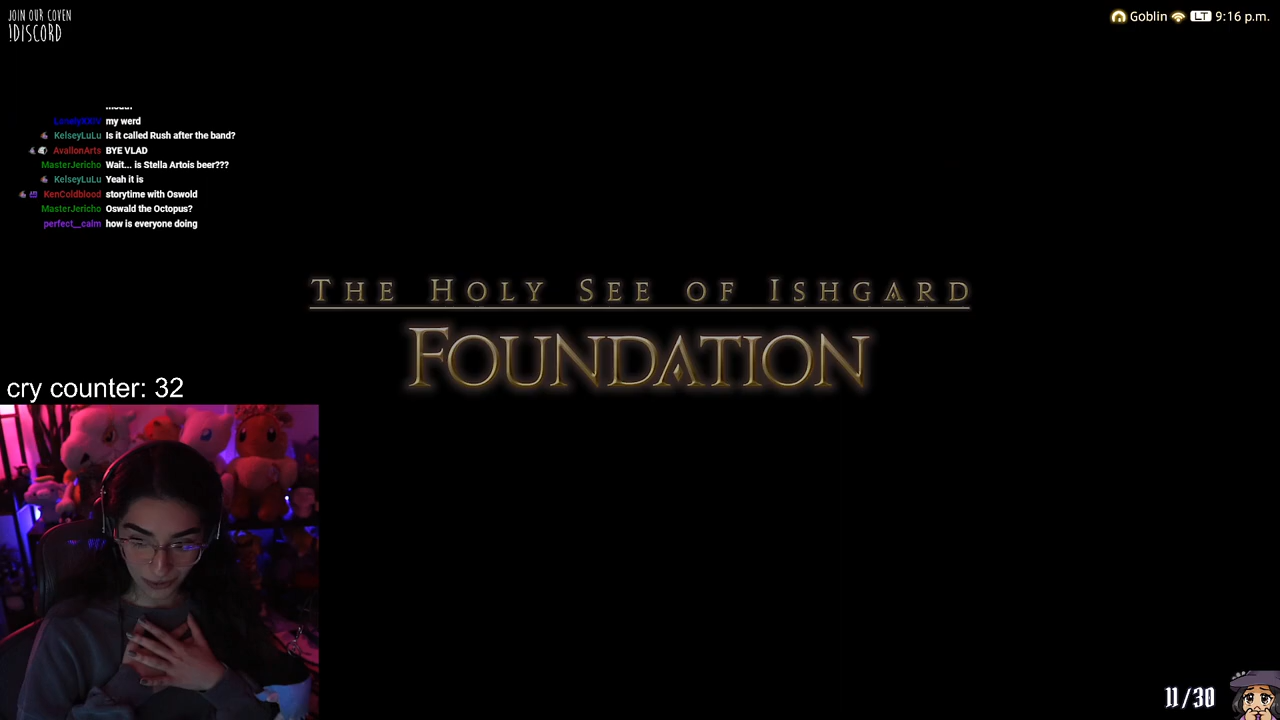 JOIN OUR COVEN
!DISCORD
Goblin LT 9:16 p.m.
my werd
KelseyLuLu Is it called Rush after the band?
AvallonArts BYE VLAD
MasterJericho Wait... is Stella Artois beer???
KelseyLuLu Yeah it is
KenColdblood storytime with Oswold
MasterJericho Oswald the Octopus?
perfect__calm how is everyone doing
THE HOLY SEE OF ISHGARD
FOUNDATION
cry counter: 32
11/30